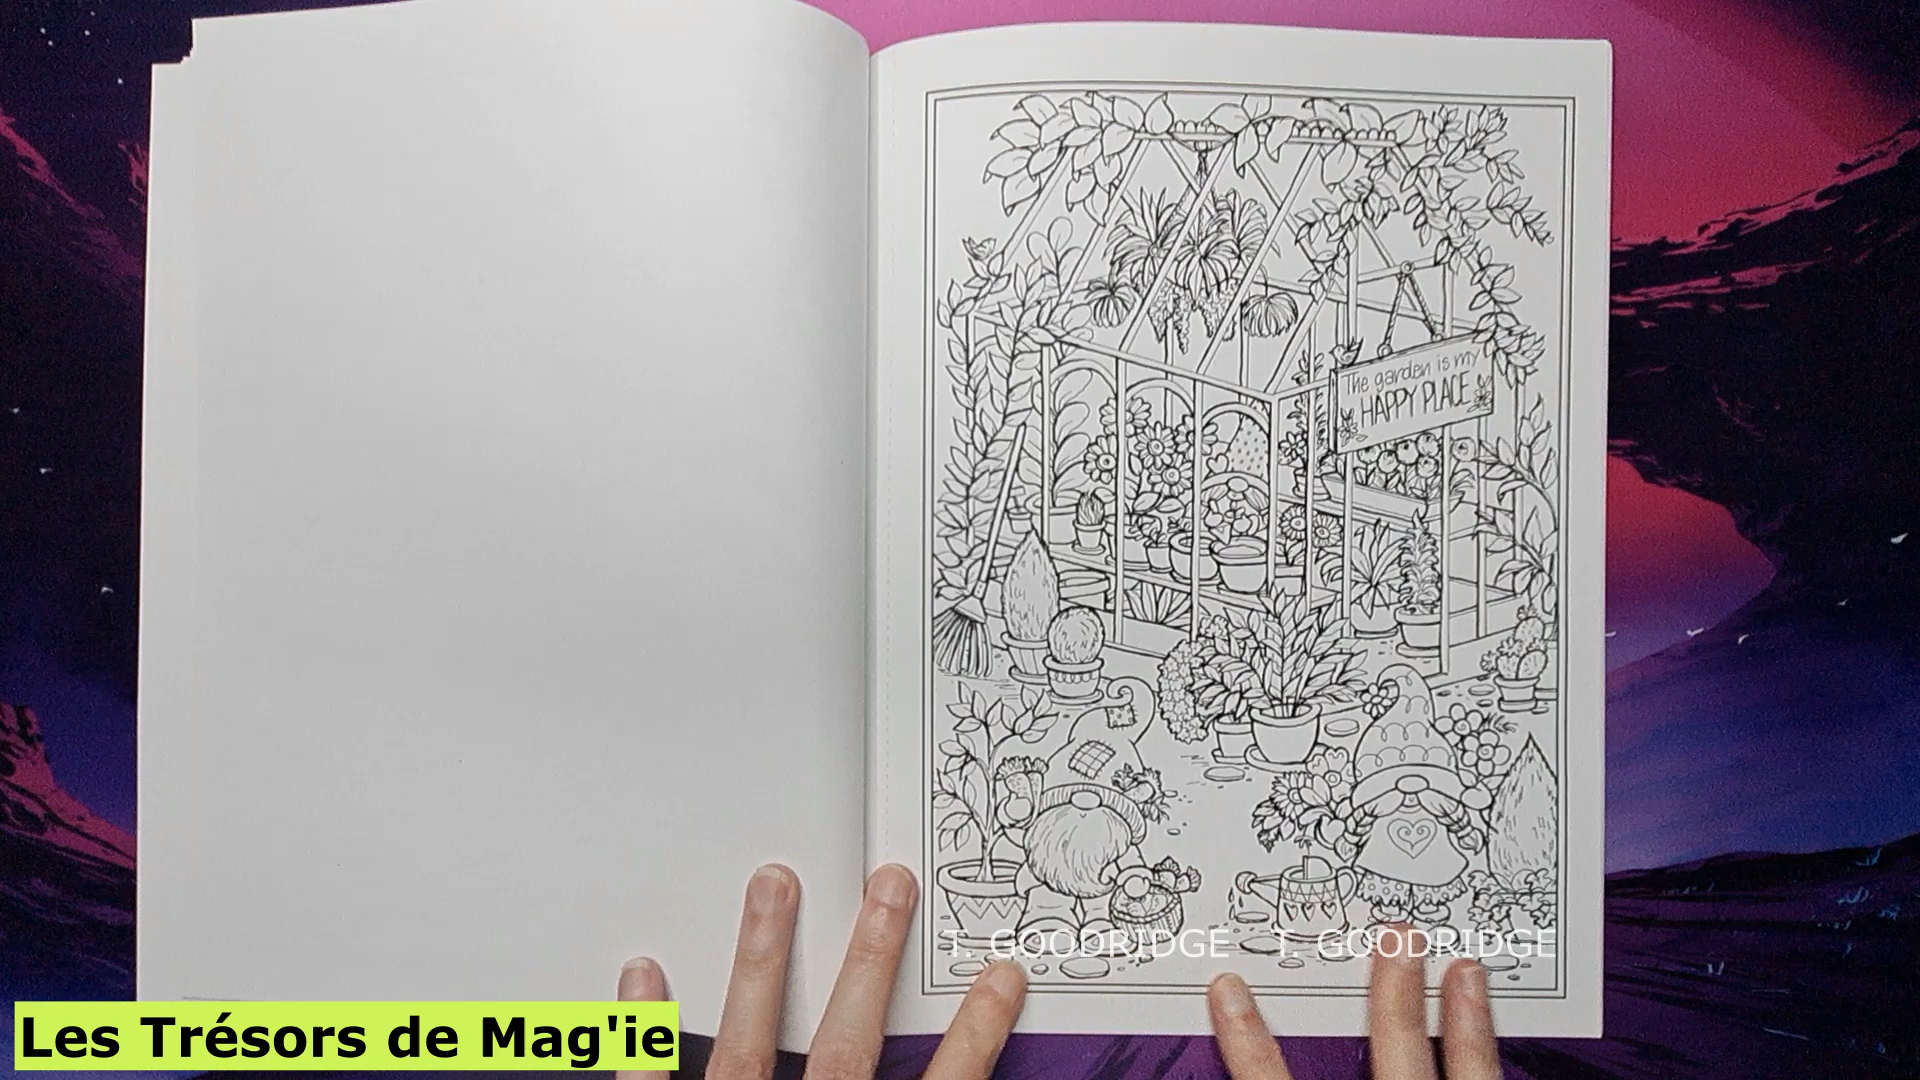 The garden is my
HAPPY PLACE
T. GOODRIDGE T. GOODRIDGE
Les Trésors de Mag'ie